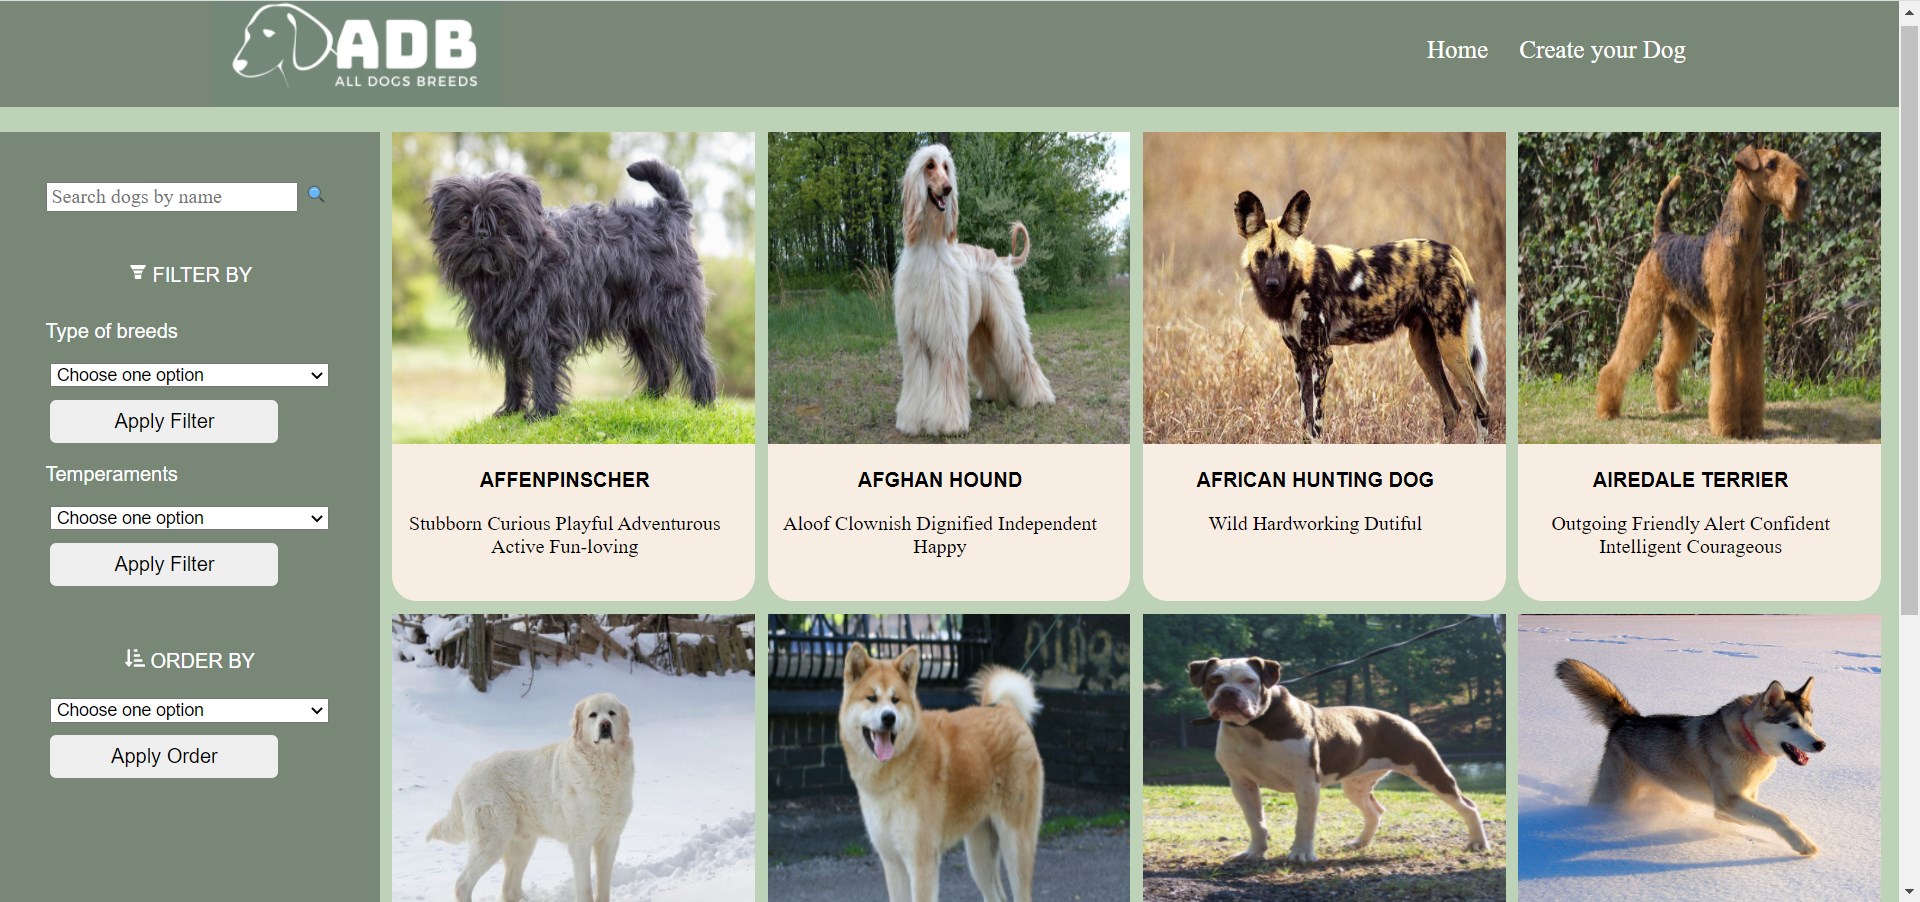 ADB
ALL DOGS BREEDS
Home
Create your Dog
Search dogs by name
FILTER BY
Type of breeds
Choose one option
Apply Filter
Temperaments
Choose one option
Apply Filter
ORDER BY
Choose one option
Apply Order
AFFENPINSCHER
Stubborn Curious Playful Adventurous
Active Fun-loving
AFGHAN HOUND
Aloof Clownish Dignified Independent
Happy
AFRICAN HUNTING DOG
Wild Hardworking Dutiful
AIREDALE TERRIER
Outgoing Friendly Alert Confident
Intelligent Courageous